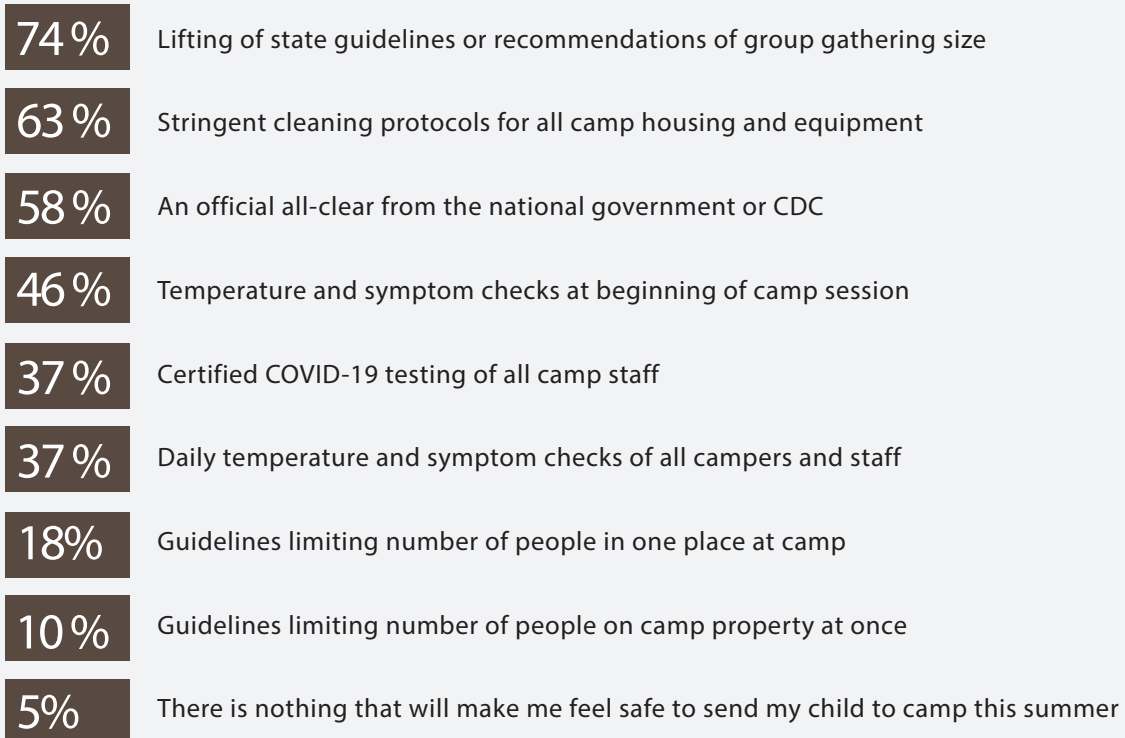 74 % Lifting of state guidelines or recommendations of group gathering size
63 % Stringent cleaning protocols for all camp housing and equipment
58 % An official all-clear from the national government or CDC
46 % Temperature and symptom checks at beginning of camp session
37 % Certified COVID-19 testing of all camp staff
37 % Daily temperature and symptom checks of all campers and staff
18% Guidelines limiting number of people in one place at camp
10 % Guidelines limiting number of people on camp property at once
5% There is nothing that will make me feel safe to send my child to camp this summer